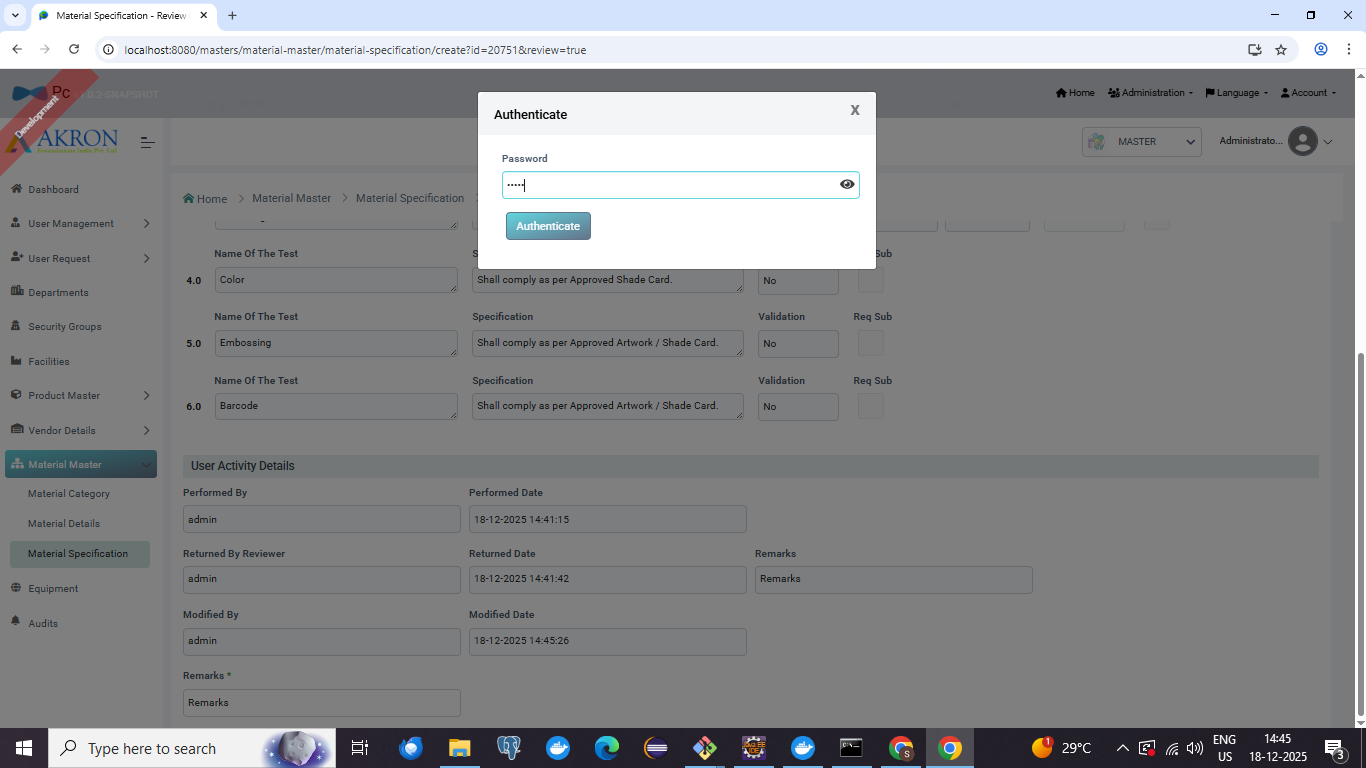 Material Specification - Review
localhost:8080/masters/material-master/material-specification/create?id=20751&review=true
Pc
0.2-SNAPSHOT
Development
Home
Administration
Language
Account
AKRON
MASTER
Administrato...
Authenticate
X
Password
•••••
Authenticate
Dashboard
User Management
User Request
Departments
Security Groups
Facilities
Product Master
Vendor Details
Material Master
Material Category
Material Details
Material Specification
Equipment
Audits
Home > Material Master > Material Specification
Name Of The Test
Sub
4.0 Color Shall comply as per Approved Shade Card. No
Name Of The Test Specification Validation Req Sub
5.0 Embossing Shall comply as per Approved Artwork / Shade Card. No
Name Of The Test Specification Validation Req Sub
6.0 Barcode Shall comply as per Approved Artwork / Shade Card. No
User Activity Details
Performed By Performed Date
admin 18-12-2025 14:41:15
Returned By Reviewer Returned Date Remarks
admin 18-12-2025 14:41:42 Remarks
Modified By Modified Date
admin 18-12-2025 14:45:26
Remarks *
Remarks
Type here to search
S
1
29°C
ENG
US
14:45
18-12-2025
3